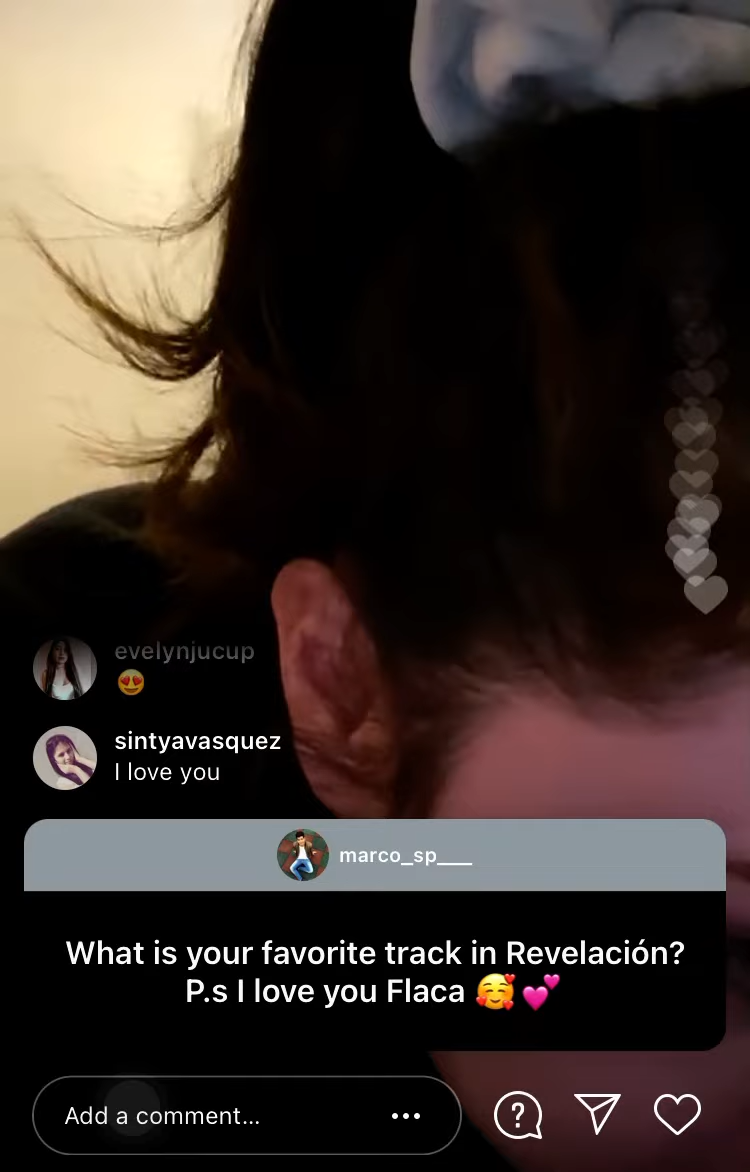 evelynjucup
😍
sintyavasquez
I love you
marco_sp___
What is your favorite track in Revelación?
P.s I love you Flaca 🥰 💕
Add a comment...